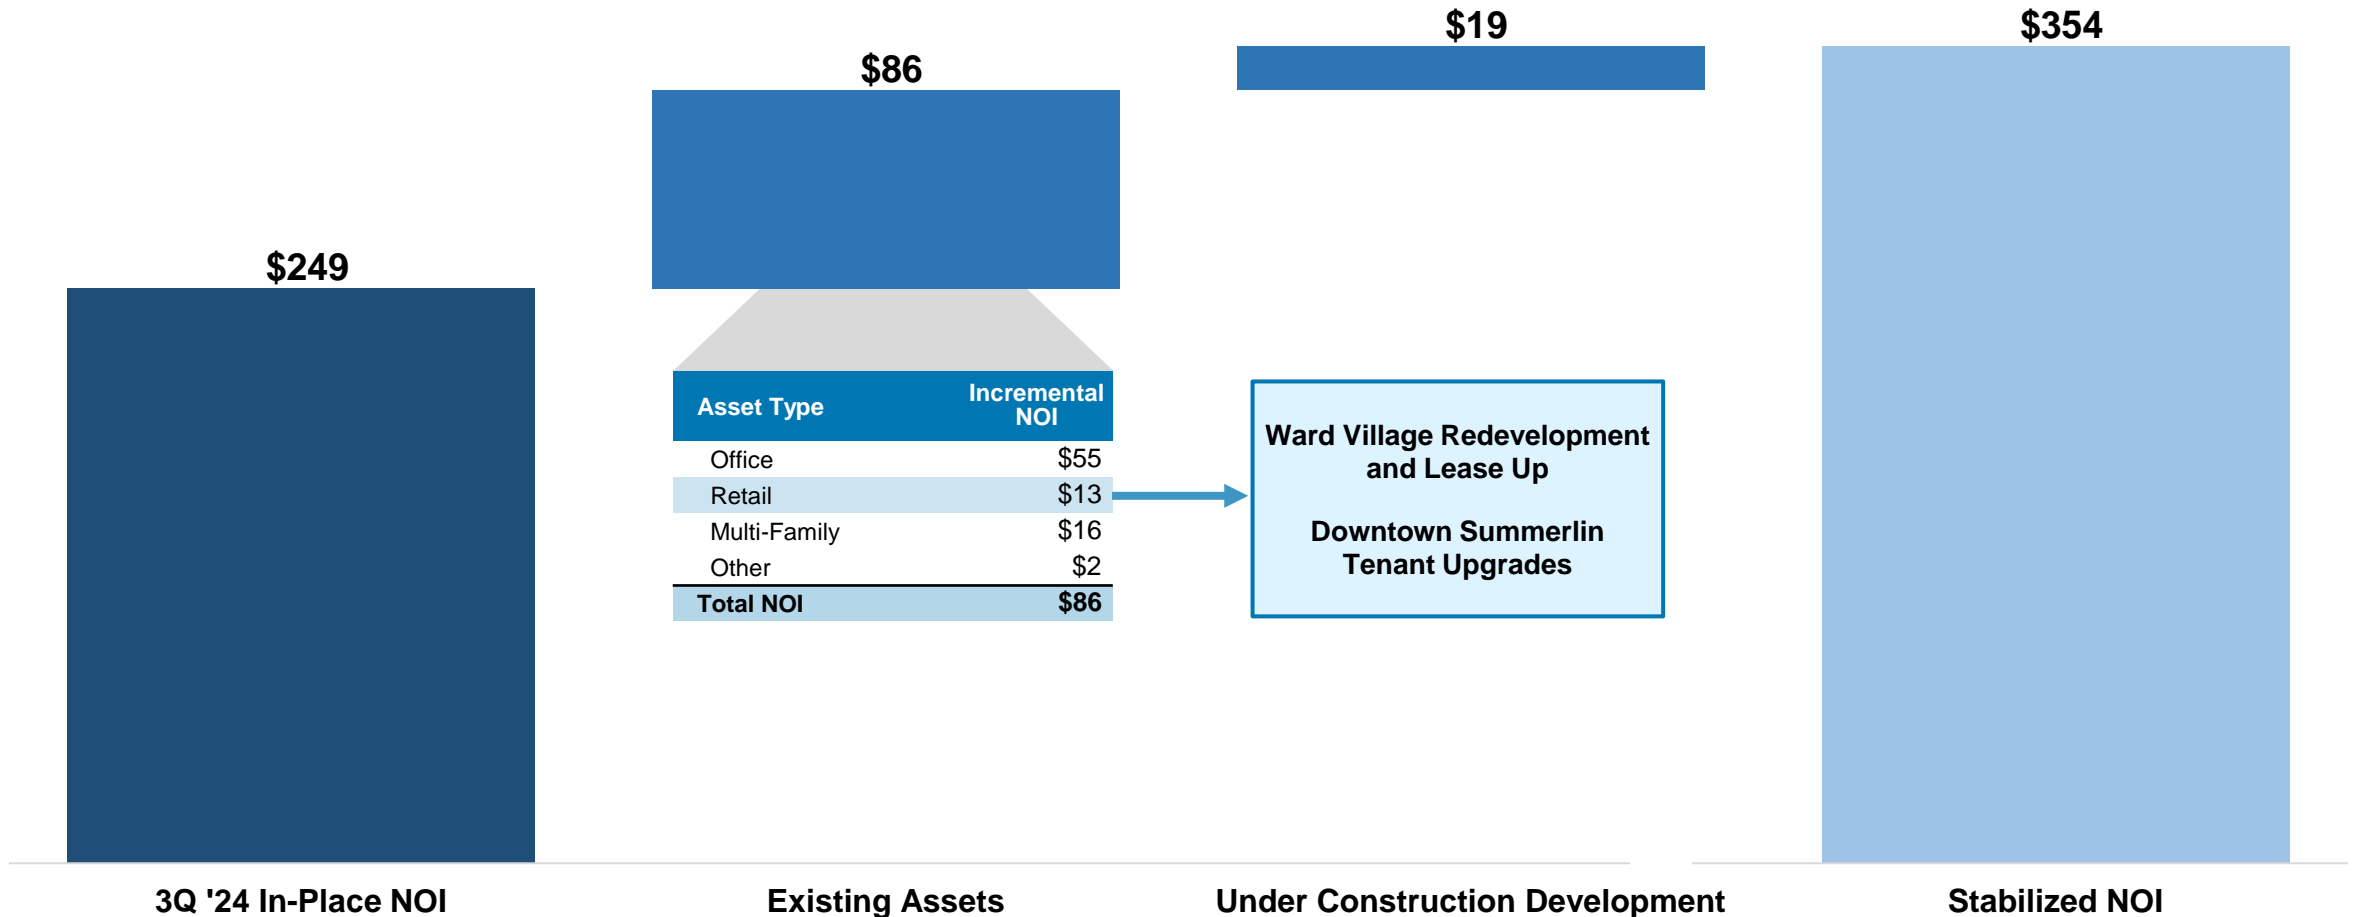 $249
$86
$19
$354
Asset Type Incremental NOI
Office $55
Retail $13
Multi-Family $16
Other $2
Total NOI $86
Ward Village Redevelopment
and Lease Up
Downtown Summerlin
Tenant Upgrades
3Q '24 In-Place NOI
Existing Assets
Under Construction Development
Stabilized NOI